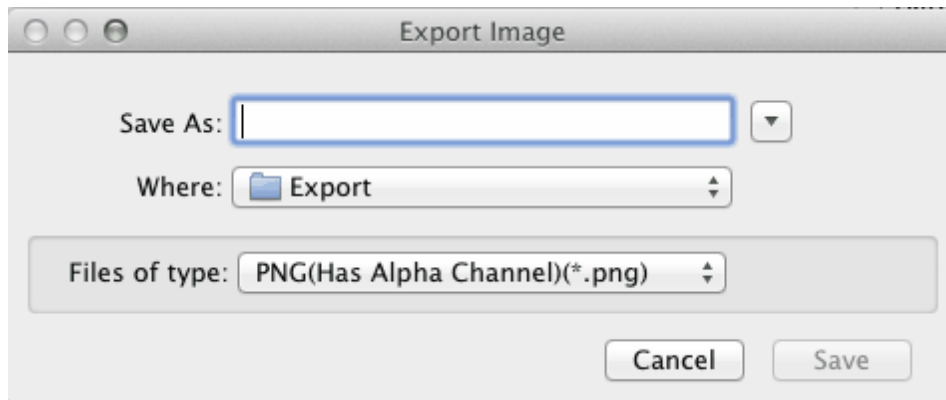 Export Image
Save As:
Where: Export
Files of type: PNG(Has Alpha Channel)(*.png)
Cancel Save